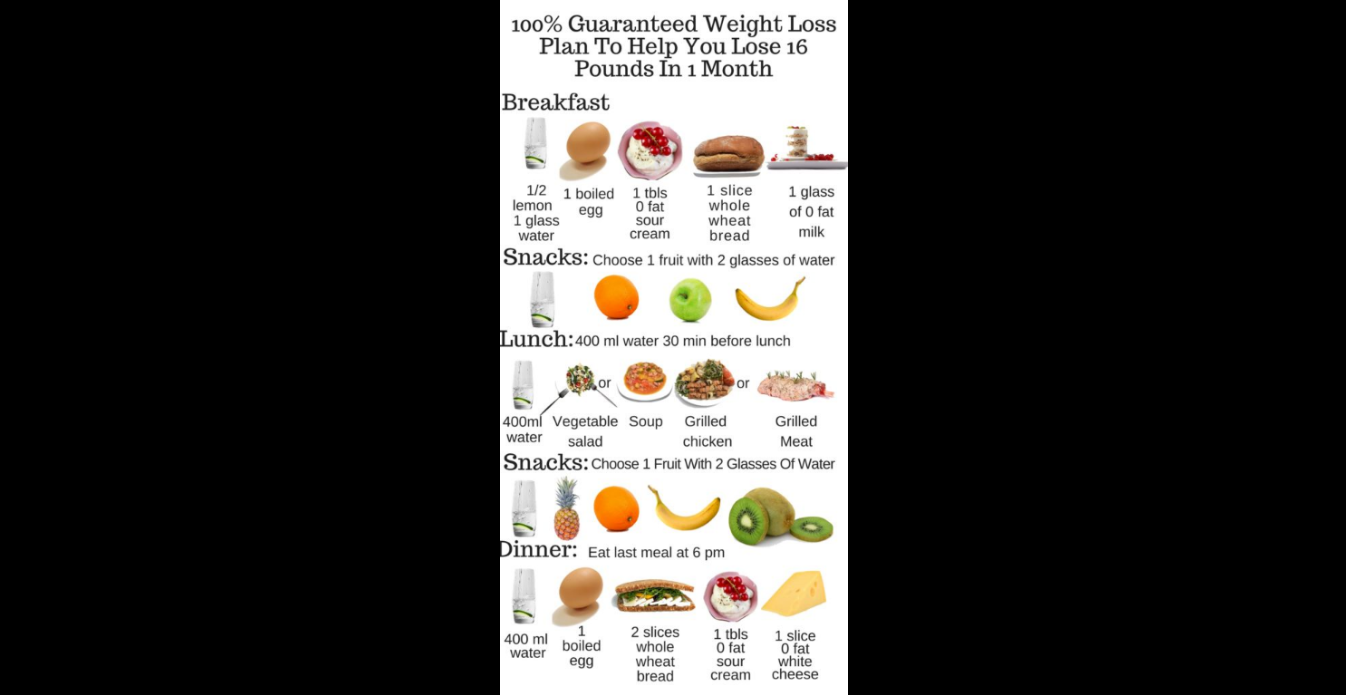 100% Guaranteed Weight Loss
Plan To Help You Lose 16
Pounds In 1 Month
Breakfast
1/2
lemon
1 glass
water
1 boiled
egg
1 tbls
0 fat
sour
cream
1 slice
whole
wheat
bread
1 glass
of 0 fat
milk
Snacks: Choose 1 fruit with 2 glasses of water
Lunch: 400 ml water 30 min before lunch
or
or
400ml
water
Vegetable
salad
Soup
Grilled
chicken
Grilled
Meat
Snacks: Choose 1 Fruit With 2 Glasses Of Water
Dinner: Eat last meal at 6 pm
400 ml
water
1
boiled
egg
2 slices
whole
wheat
bread
1 tbls
0 fat
sour
cream
1 slice
0 fat
white
cheese